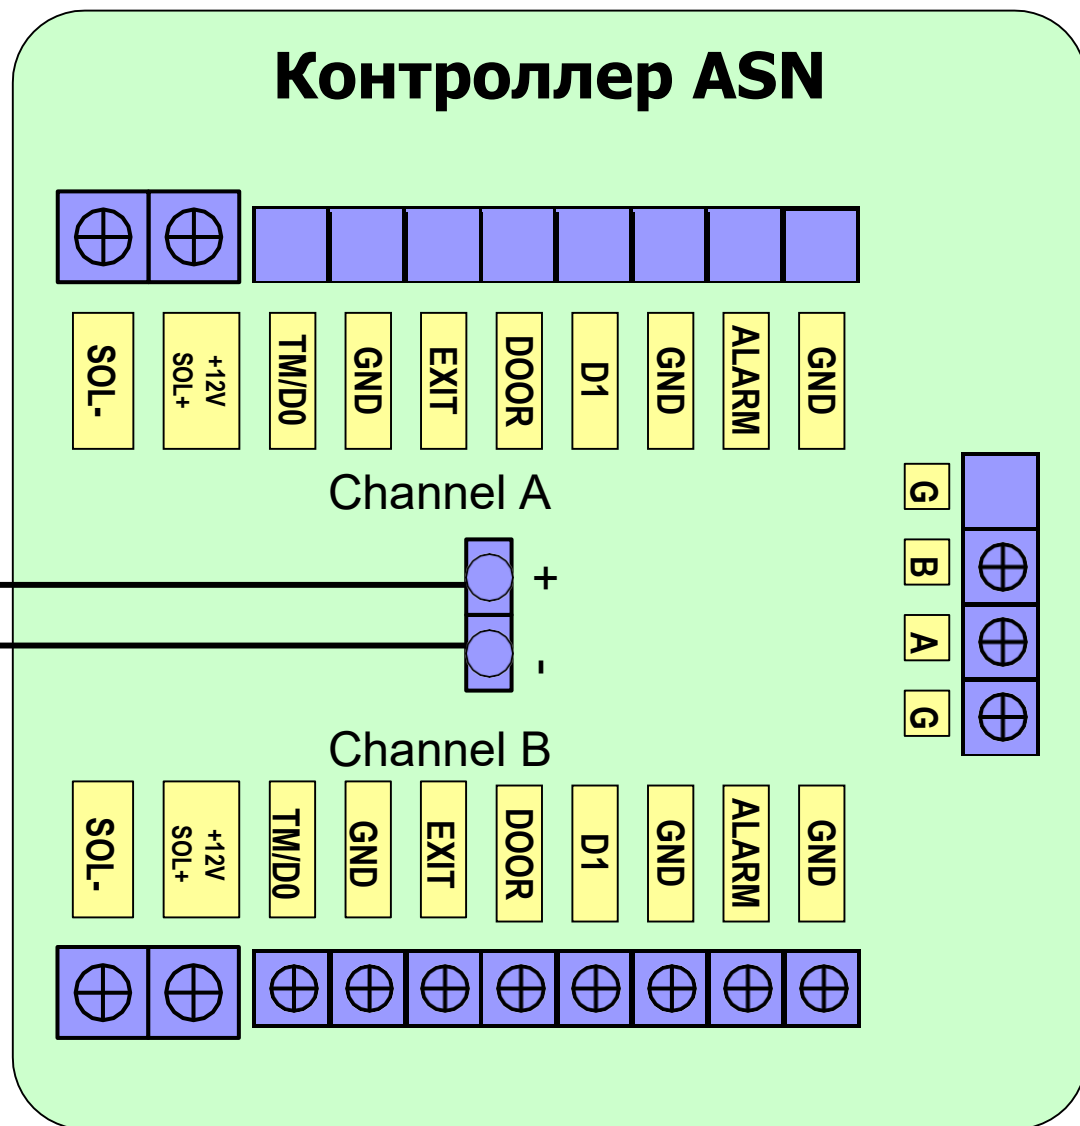 Контроллер ASN
SOL-
+12V
SOL+
TM/D0
GND
EXIT
DOOR
D1
GND
ALARM
GND
Channel A
G
B
A
G
+
-
Channel B
SOL-
+12V
SOL+
TM/D0
GND
EXIT
DOOR
D1
GND
ALARM
GND